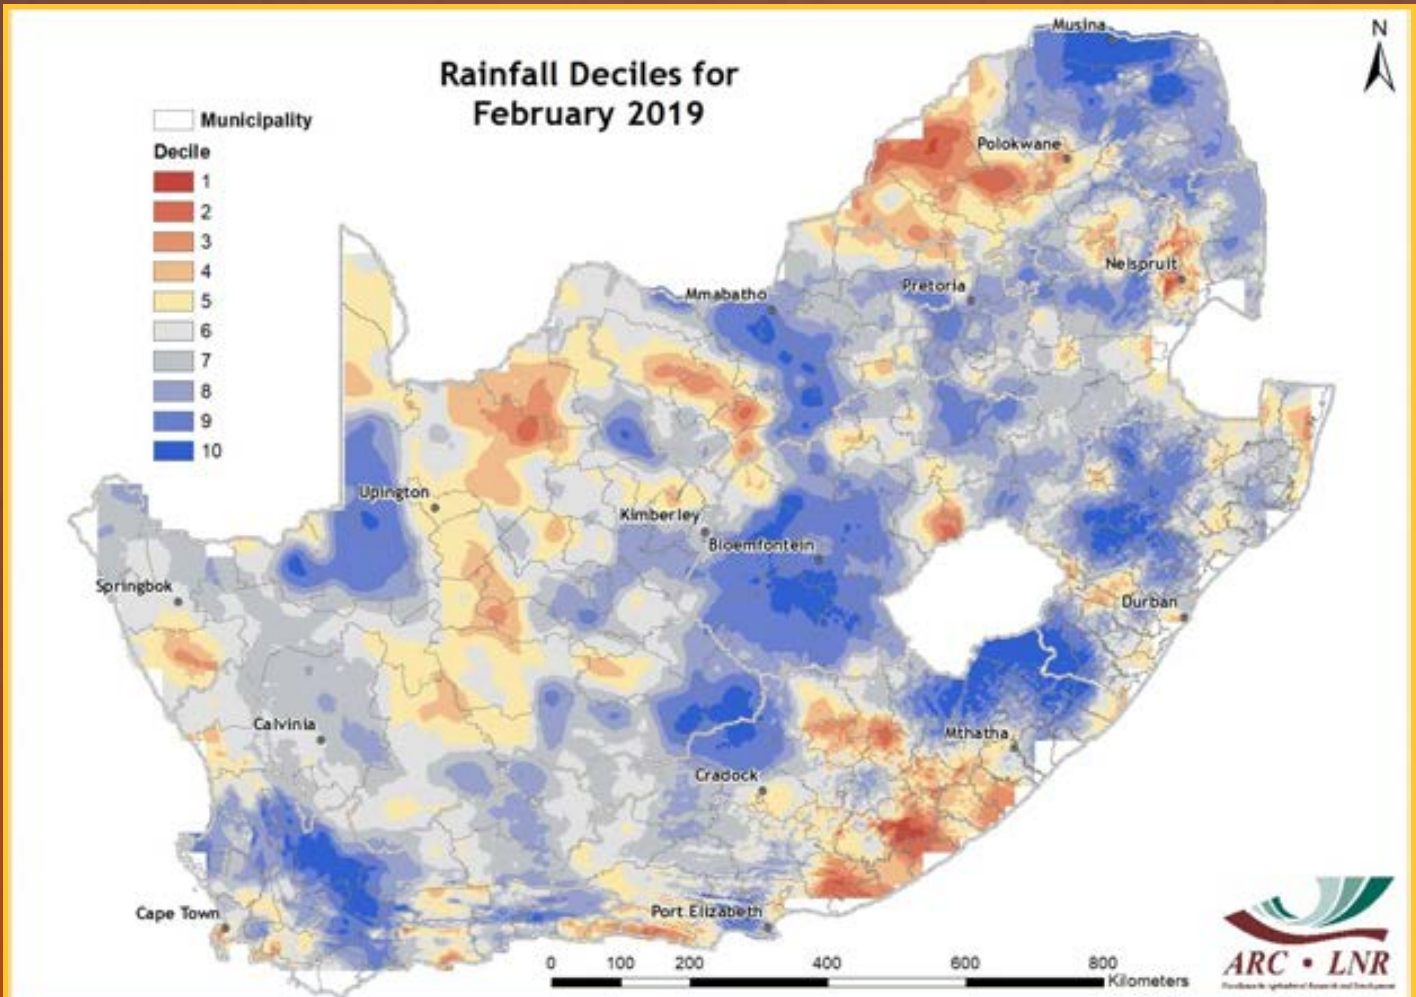 Rainfall Deciles for
February 2019
N
Municipality
Decile
1
2
3
4
5
6
7
8
9
10
Musina
Polokwane
Nelspruit
Pretoria
Mmabatho
Upington
Kimberley
Bloemfontein
Springbok
Durban
Calvinia
Mthatha
Cradock
Cape Town
Port Elizabeth
0 100 200 400 600 800
Kilometers
ARC • LNR